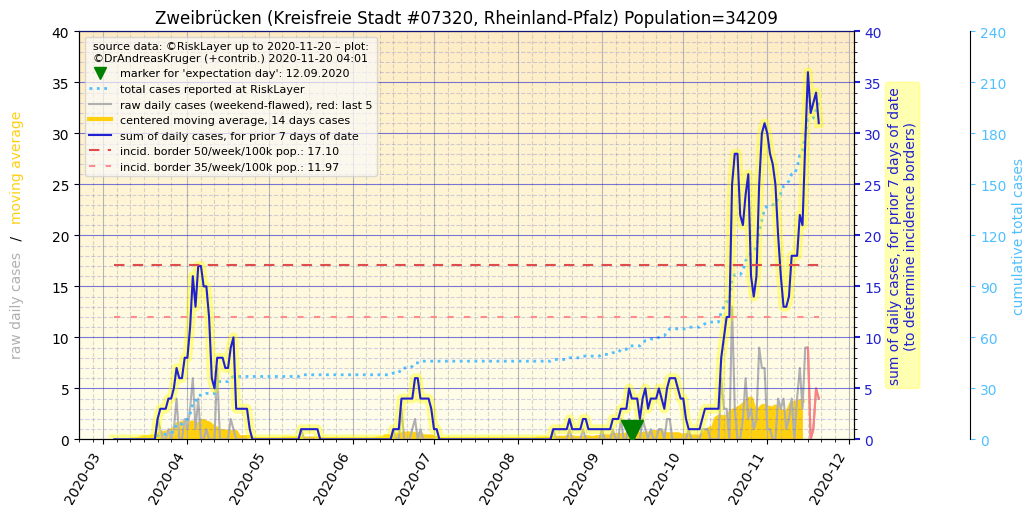 Zweibrücken (Kreisfreie Stadt #07320, Rheinland-Pfalz) Population=34209
source data: ©RiskLayer up to 2020-11-20 – plot:
©DrAndreasKruger (+contrib.) 2020-11-20 04:01
marker for 'expectation day': 12.09.2020
total cases reported at RiskLayer
raw daily cases (weekend-flawed), red: last 5
centered moving average, 14 days cases
sum of daily cases, for prior 7 days of date
incid. border 50/week/100k pop.: 17.10
incid. border 35/week/100k pop.: 11.97
raw daily cases / moving average
40
35
30
25
20
15
10
5
0
2020-03
2020-04
2020-05
2020-06
2020-07
2020-08
2020-09
2020-10
2020-11
2020-12
40
35
30
25
20
15
10
5
0
sum of daily cases, for prior 7 days of date
(to determine incidence borders)
240
210
180
150
120
90
60
30
0
cumulative total cases